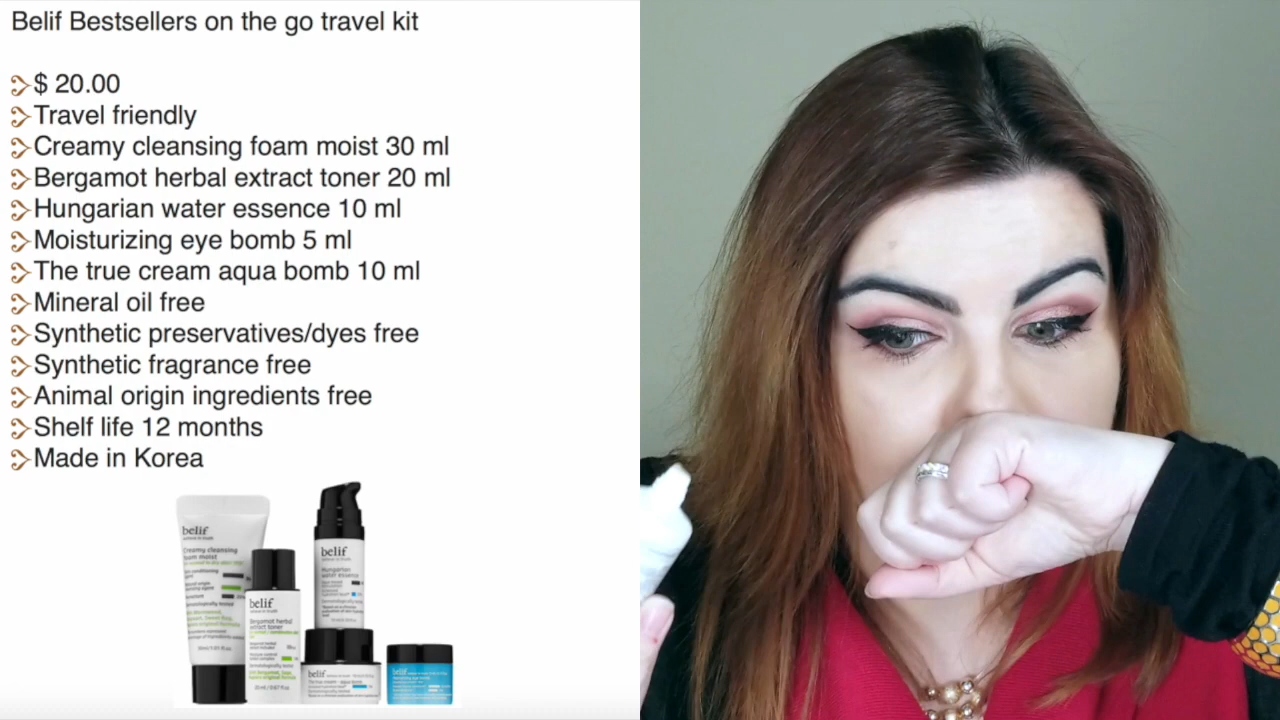 Belif Bestsellers on the go travel kit
$ 20.00
Travel friendly
Creamy cleansing foam moist 30 ml
Bergamot herbal extract toner 20 ml
Hungarian water essence 10 ml
Moisturizing eye bomb 5 ml
The true cream aqua bomb 10 ml
Mineral oil free
Synthetic preservatives/dyes free
Synthetic fragrance free
Animal origin ingredients free
Shelf life 12 months
Made in Korea
belif
Creamy cleansing
foam moist
belif
Bergamot herbal
extract toner
belif
Hungarian
water essence
belif
belif